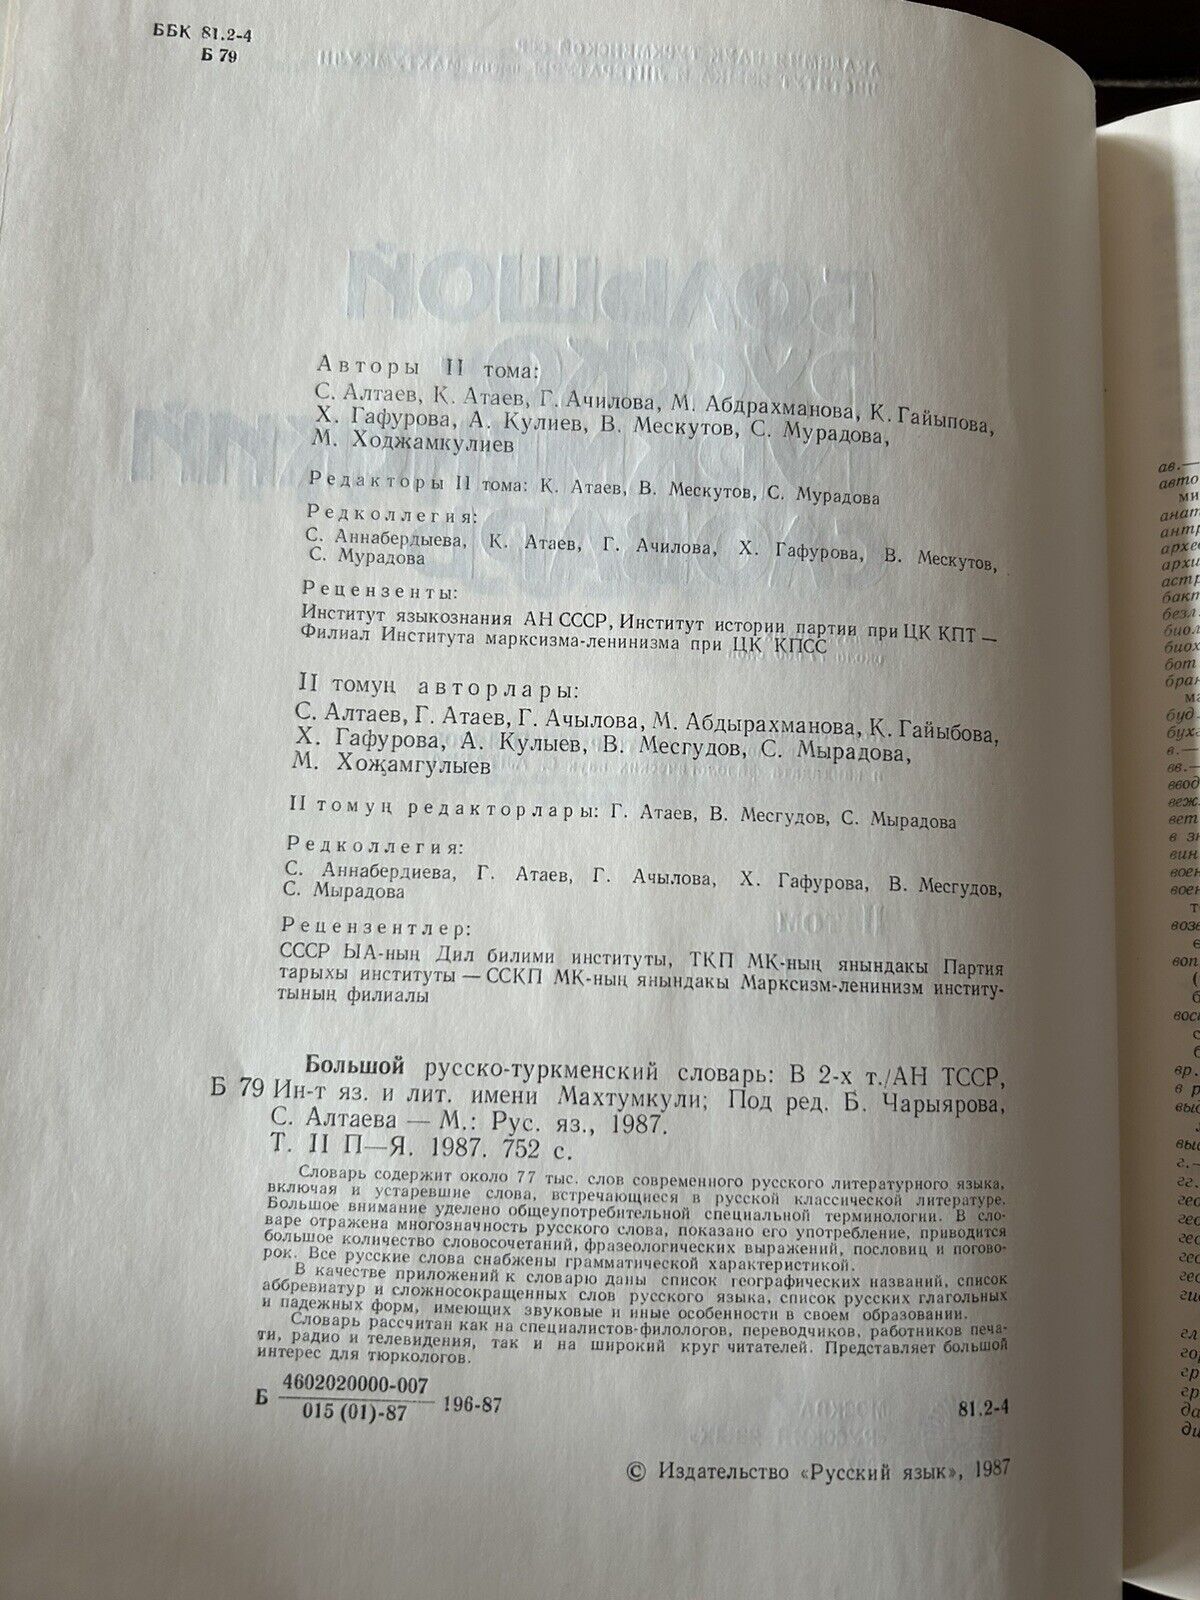 ББК 81.2-4
Б 79
Авторы II тома:
С. Алтаев, К. Атаев, Г. Ачилова, М. Абдрахманова, К. Гайыпова,
Х. Гафурова, А. Кулиев, В. Мескутов, С. Мурадова,
М. Ходжамкулиев
Редакторы II тома: К. Атаев, В. Мескутов, С. Мурадова
Редколлегия:
С. Аннабердыева, К. Атаев, Г. Ачилова, Х. Гафурова, В. Мескутов,
С. Мурадова
Рецензенты:
Институт языкознания АН СССР, Институт истории партии при ЦК КПТ —
Филиал Института марксизма-ленинизма при ЦК КПСС
II томуң авторлары:
С. Алтаев, Г. Атаев, Г. Ачылова, М. Абдырахманова, К. Гайыбова,
Х. Гафурова, А. Кулыев, В. Месгудов, С. Мырадова,
М. Хоҗамгулыев
II томуң редакторлары: Г. Атаев, В. Месгудов, С. Мырадова
Редколлегия:
С. Аннабердиева, Г. Атаев, Г. Ачылова, Х. Гафурова, В. Месгудов,
С. Мырадова
Рецензентлер:
СССР ЫА-ның Дил билими институты, ТКП МК-ның янындакы Партия
тарыхы институты — ССКП МК-ның янындакы Марксизм-ленинизм институ-
тының филиалы
Большой русско-туркменский словарь: В 2-х т./АН ТССР,
Б 79 Ин-т яз. и лит. имени Махтумкули; Под ред. Б. Чарыярова,
С. Алтаева — М.: Рус. яз., 1987.
Т. II П—Я. 1987. 752 с.
Словарь содержит около 77 тыс. слов современного русского литературного языка,
включая и устаревшие слова, встречающиеся в русской классической литературе.
Большое внимание уделено общеупотребительной специальной терминологии. В сло-
варе отражена многозначность русского слова, показано его употребление, приводится
большое количество словосочетаний, фразеологических выражений, пословиц и погово-
рок. Все русские слова снабжены грамматической характеристикой.
В качестве приложений к словарю даны список географических названий, список
аббревиатур и сложносокращенных слов русского языка, список русских глагольных
и падежных форм, имеющих звуковые и иные особенности в своем образовании.
Словарь рассчитан как на специалистов-филологов, переводчиков, работников печа-
ти, радио и телевидения, так и на широкий круг читателей. Представляет большой
интерес для тюркологов.
Б 4602020000-007
015 (01)-87 196-87
81.2-4
© Издательство «Русский язык», 1987